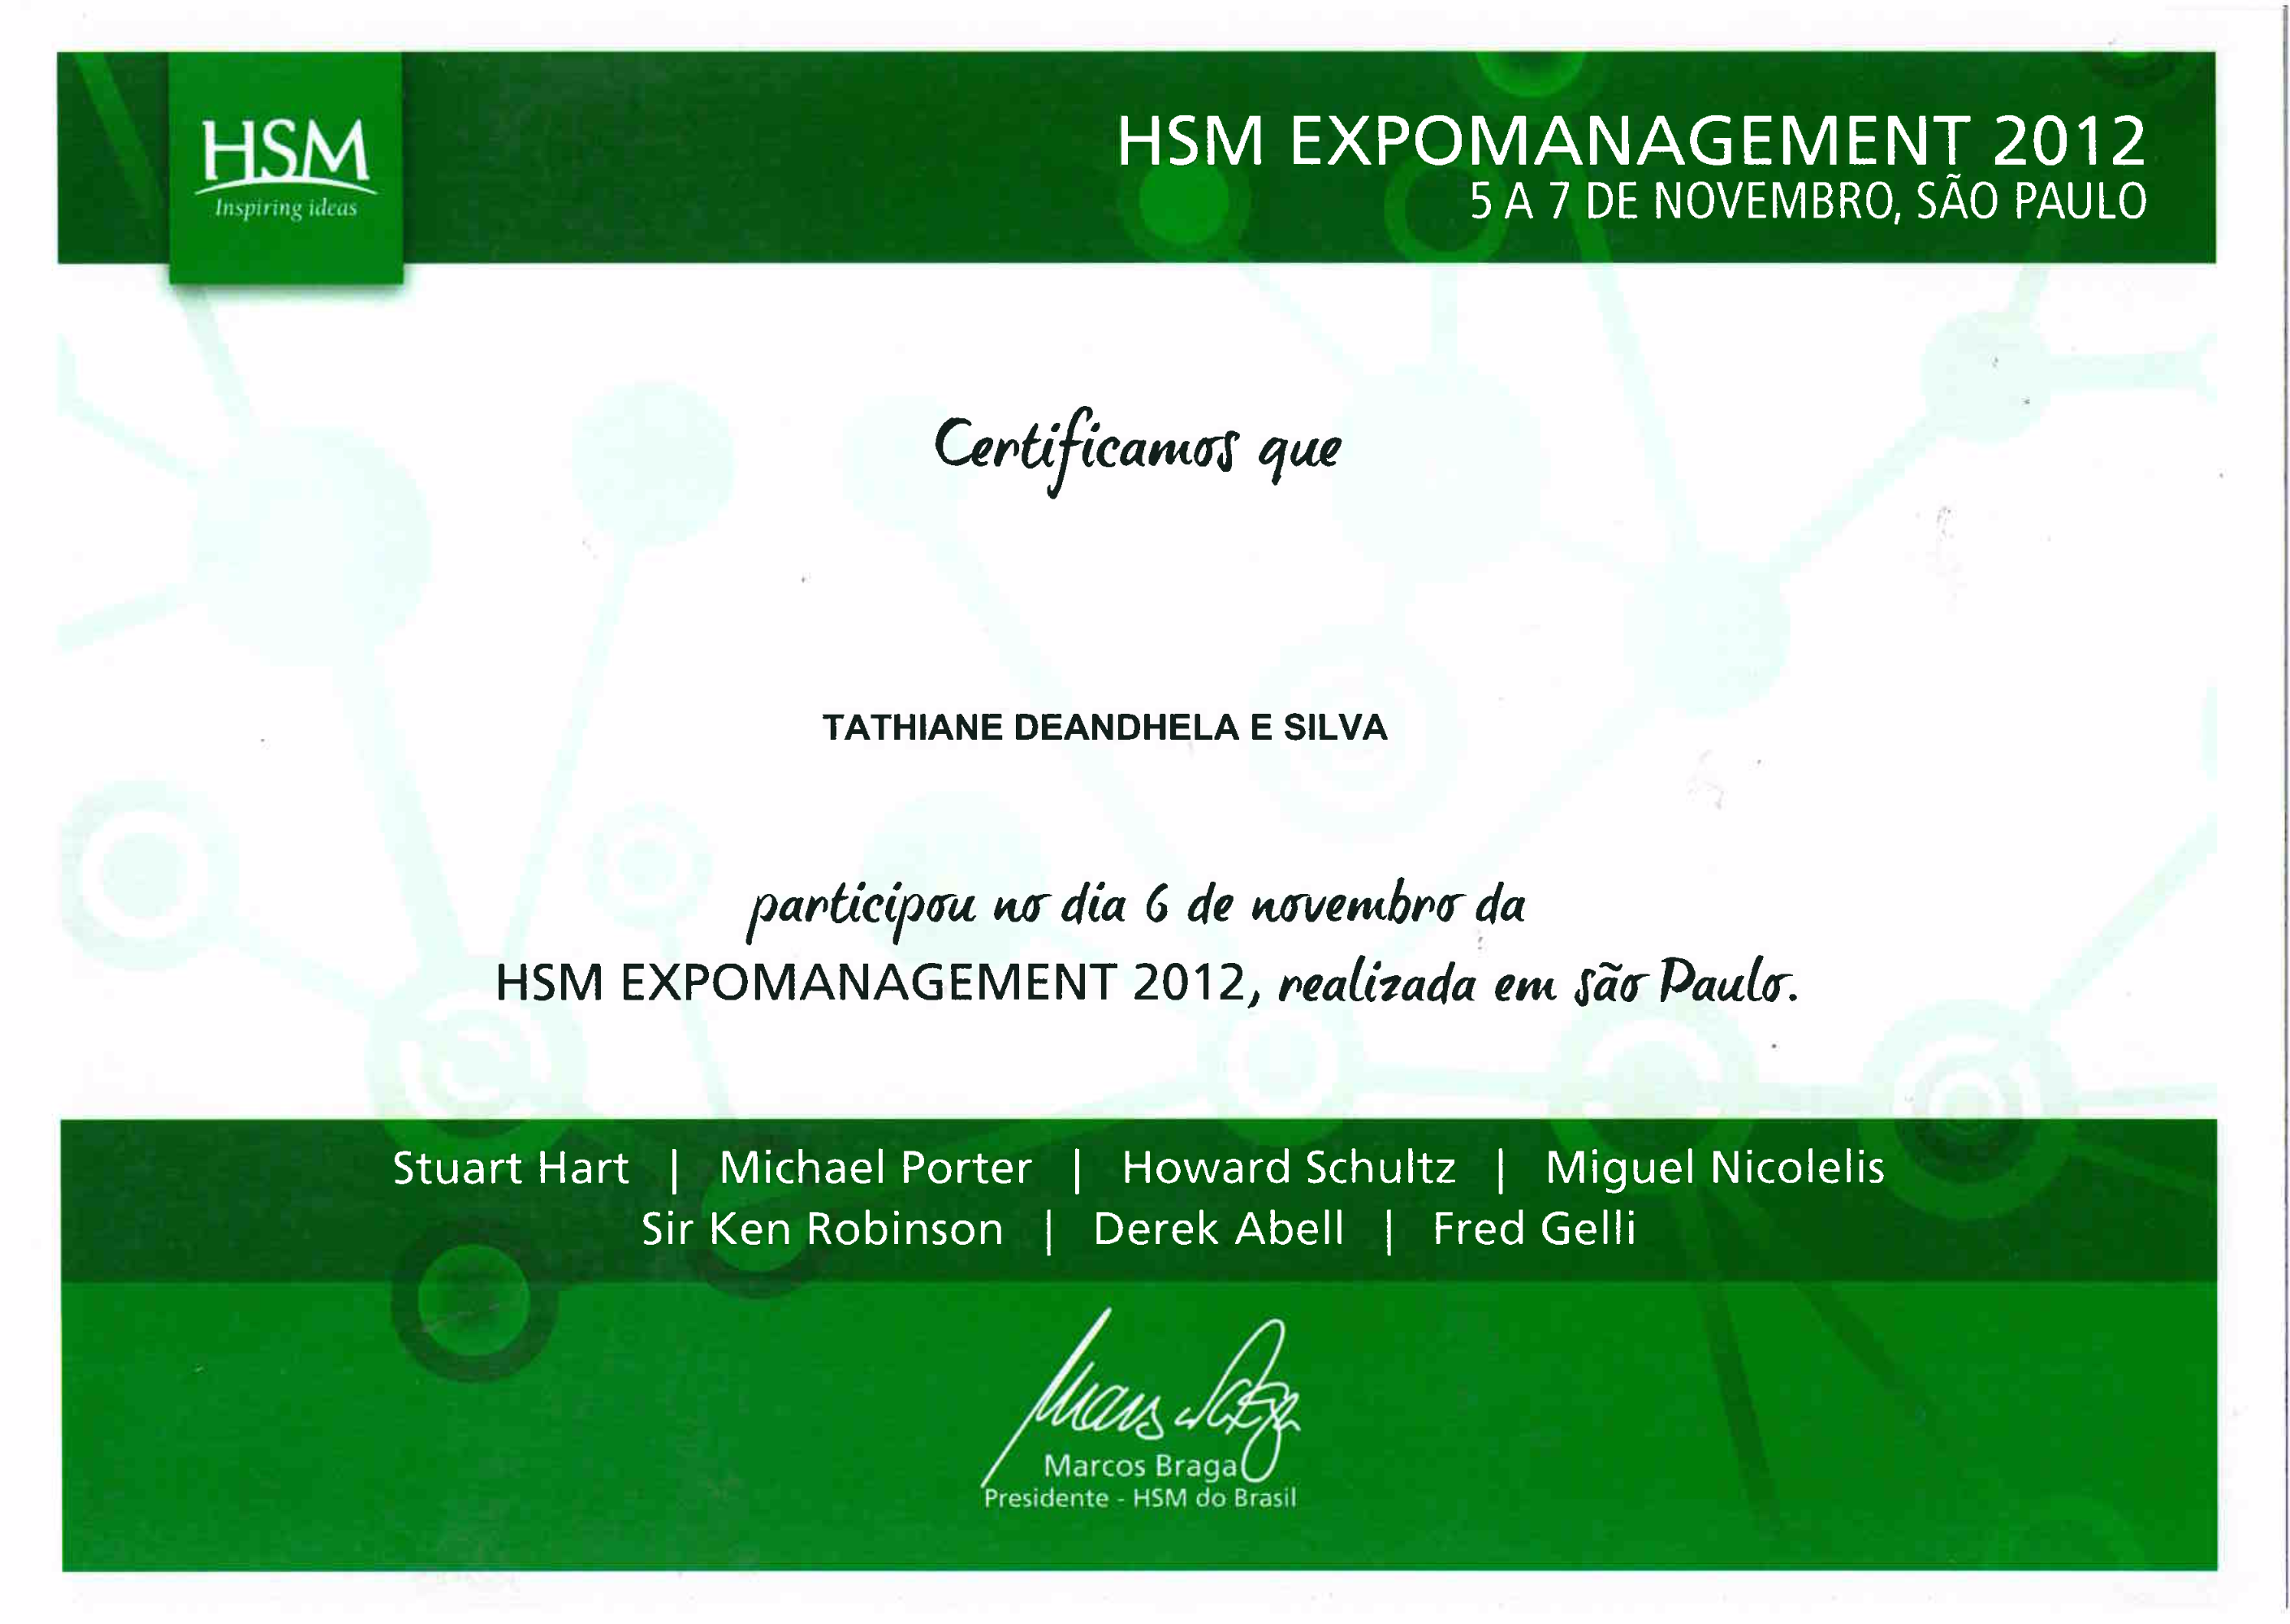 HSM
Inspiring ideas
HSM EXPOMANAGEMENT 2012
5 A 7 DE NOVEMBRO, SÃO PAULO
Certificamos que
TATHIANE DEANDHELA E SILVA
participou no dia 6 de novembro da
HSM EXPOMANAGEMENT 2012, realizada em são Paulo.
Stuart Hart | Michael Porter | Howard Schultz | Miguel Nicolelis
Sir Ken Robinson | Derek Abell | Fred Gelli
Marcos Braga
Presidente - HSM do Brasil